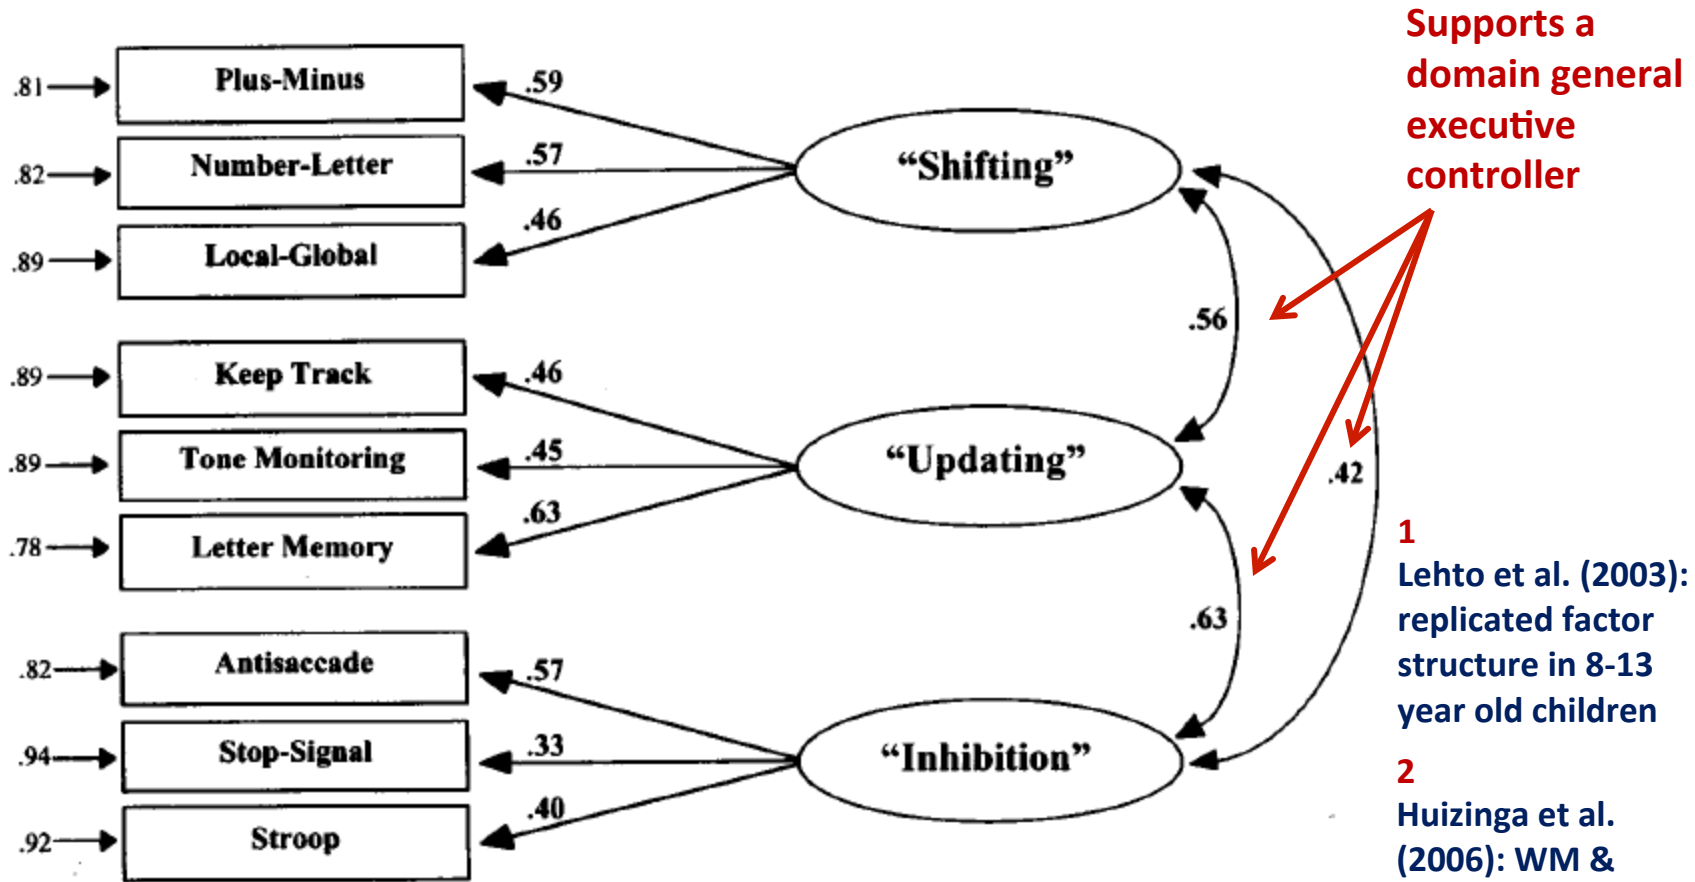 Supports a
domain general
executive
controller
.81
Plus-Minus
.59
.82
Number-Letter
.57
"Shifting"
.89
Local-Global
.46
.56
.89
Keep Track
.46
.89
Tone Monitoring
.45
"Updating"
.42
.78
Letter Memory
.63
.63
.82
Antisaccade
.57
.94
Stop-Signal
.33
"Inhibition"
.92
Stroop
.40
1
Lehto et al. (2003):
replicated factor
structure in 8-13
year old children
2
Huizinga et al.
(2006): WM &